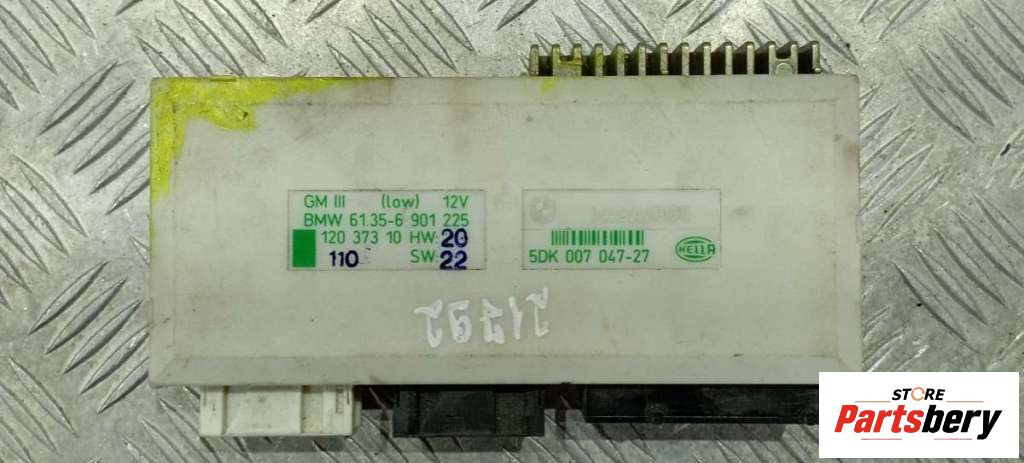 GM III (low) 12V
BMW 61.35-6 901 225
120 373 10 HW: 20
110 SW: 22
5DK 007 047-27
HELLA
21792
STORE
Partsbery